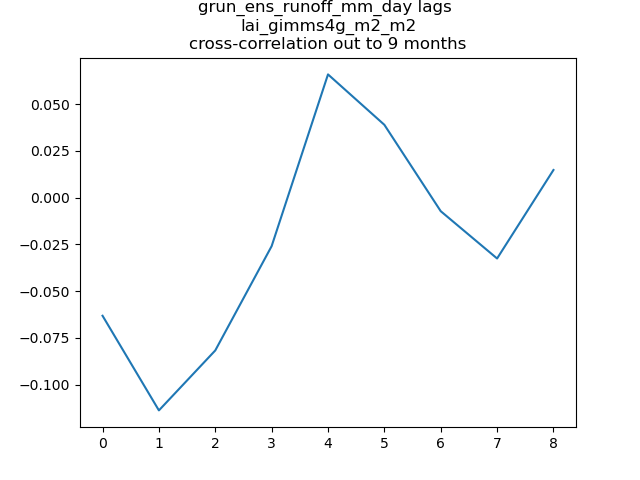 grun_ens_runoff_mm_day lags
lai_gimms4g_m2_m2
cross-correlation out to 9 months
0.050
0.025
0.000
−0.025
−0.050
−0.075
−0.100
0 1 2 3 4 5 6 7 8